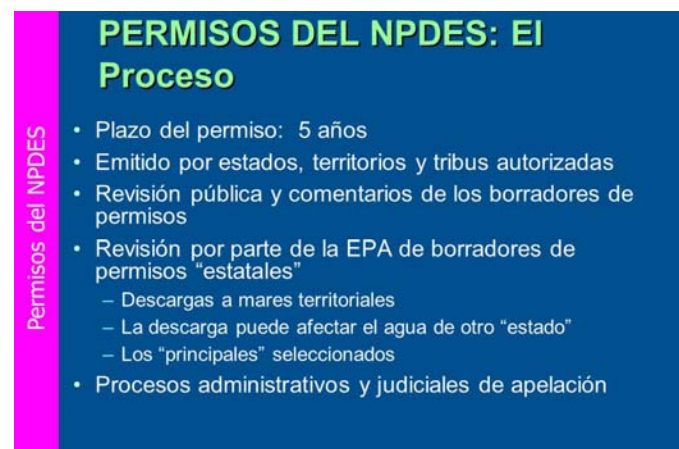 PERMISOS DEL NPDES: El
Proceso
Permisos del NPDES
• Plazo del permiso: 5 años
• Emitido por estados, territorios y tribus autorizadas
• Revisión pública y comentarios de los borradores de
permisos
• Revisión por parte de la EPA de borradores de
permisos “estatales”
– Descargas a mares territoriales
– La descarga puede afectar el agua de otro “estado”
– Los “principales” seleccionados
• Procesos administrativos y judiciales de apelación